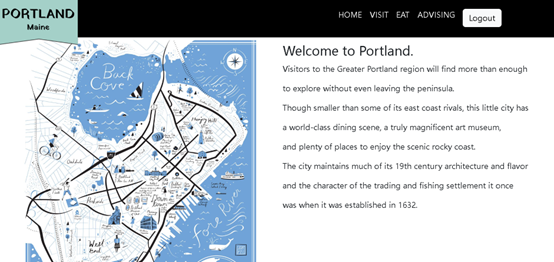 PORTLAND
Maine
HOME VISIT EAT ADVISING Logout
Back
Cove
Welcome to Portland.
Visitors to the Greater Portland region will find more than enough
to explore without even leaving the peninsula.
Though smaller than some of its east coast rivals, this little city has
a world-class dining scene, a truly magnificent art museum,
and plenty of places to enjoy the scenic rocky coast.
The city maintains much of its 19th century architecture and flavor
and the character of the trading and fishing settlement it once
was when it was established in 1632.
West